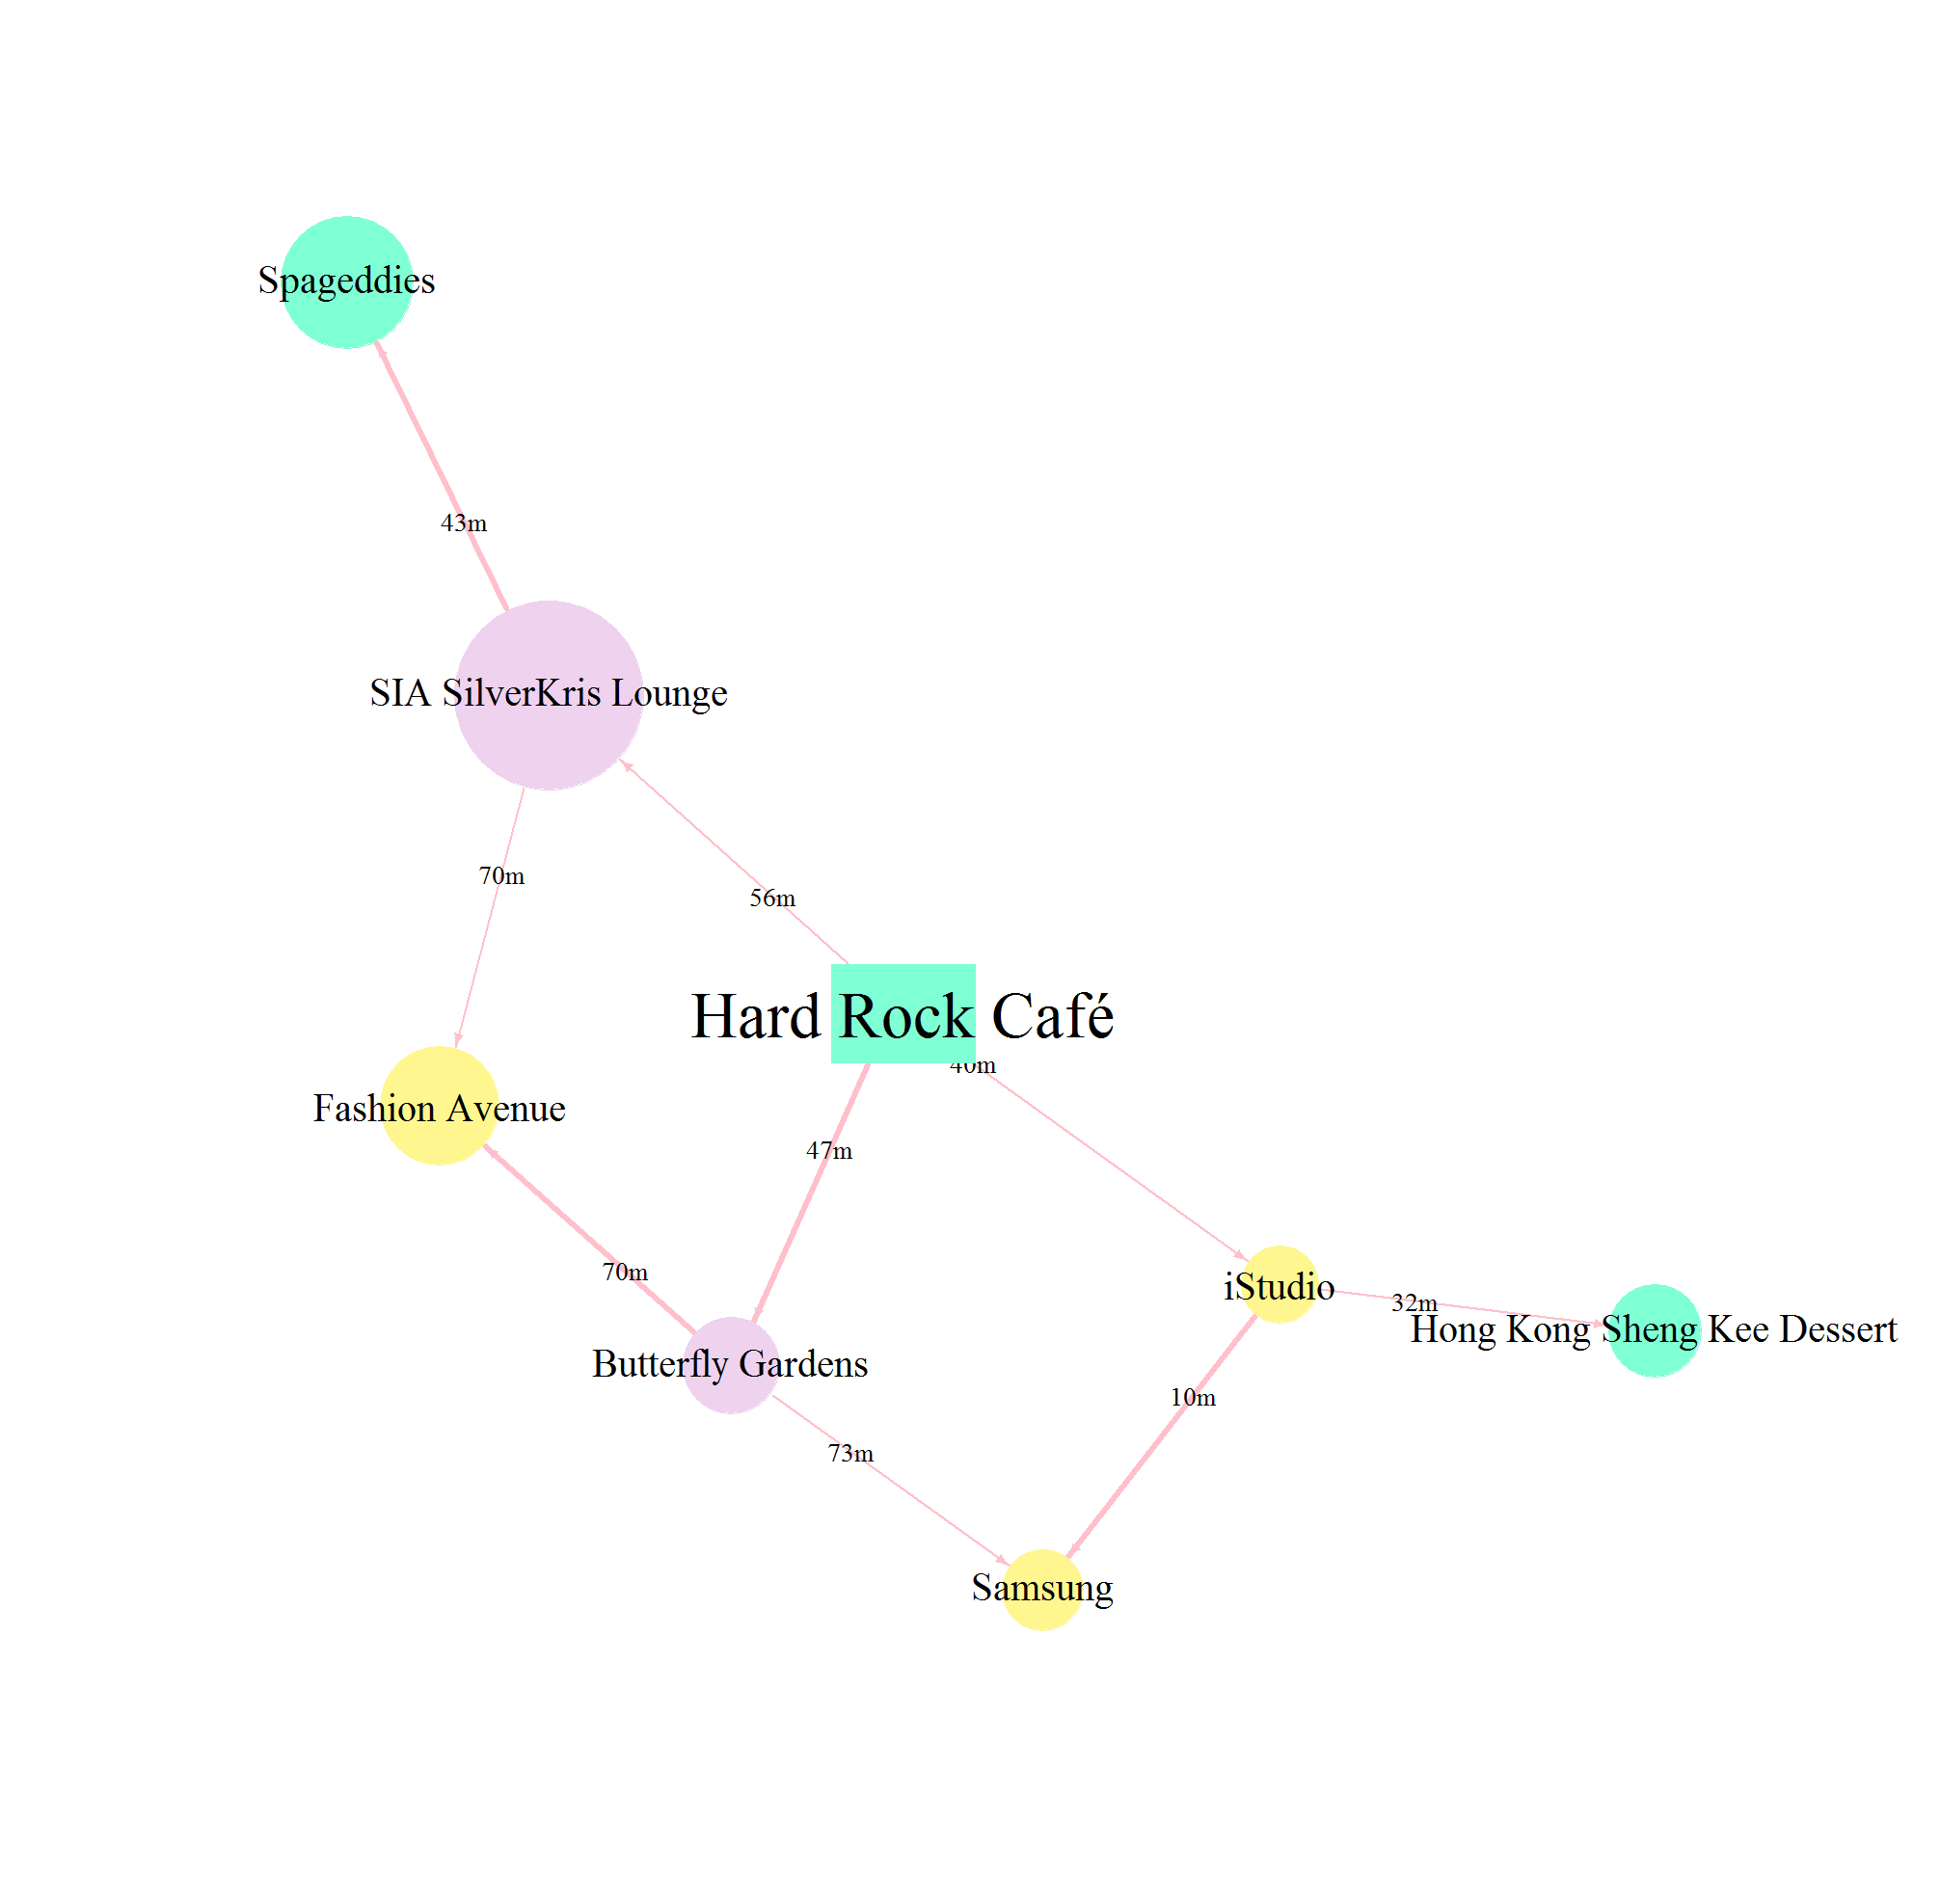 Spageddies
43m
SIA SilverKris Lounge
70m
56m
Hard Rock Café
40m
Fashion Avenue
47m
70m
iStudio
32m
Hong Kong Sheng Kee Dessert
Butterfly Gardens
10m
73m
Samsung